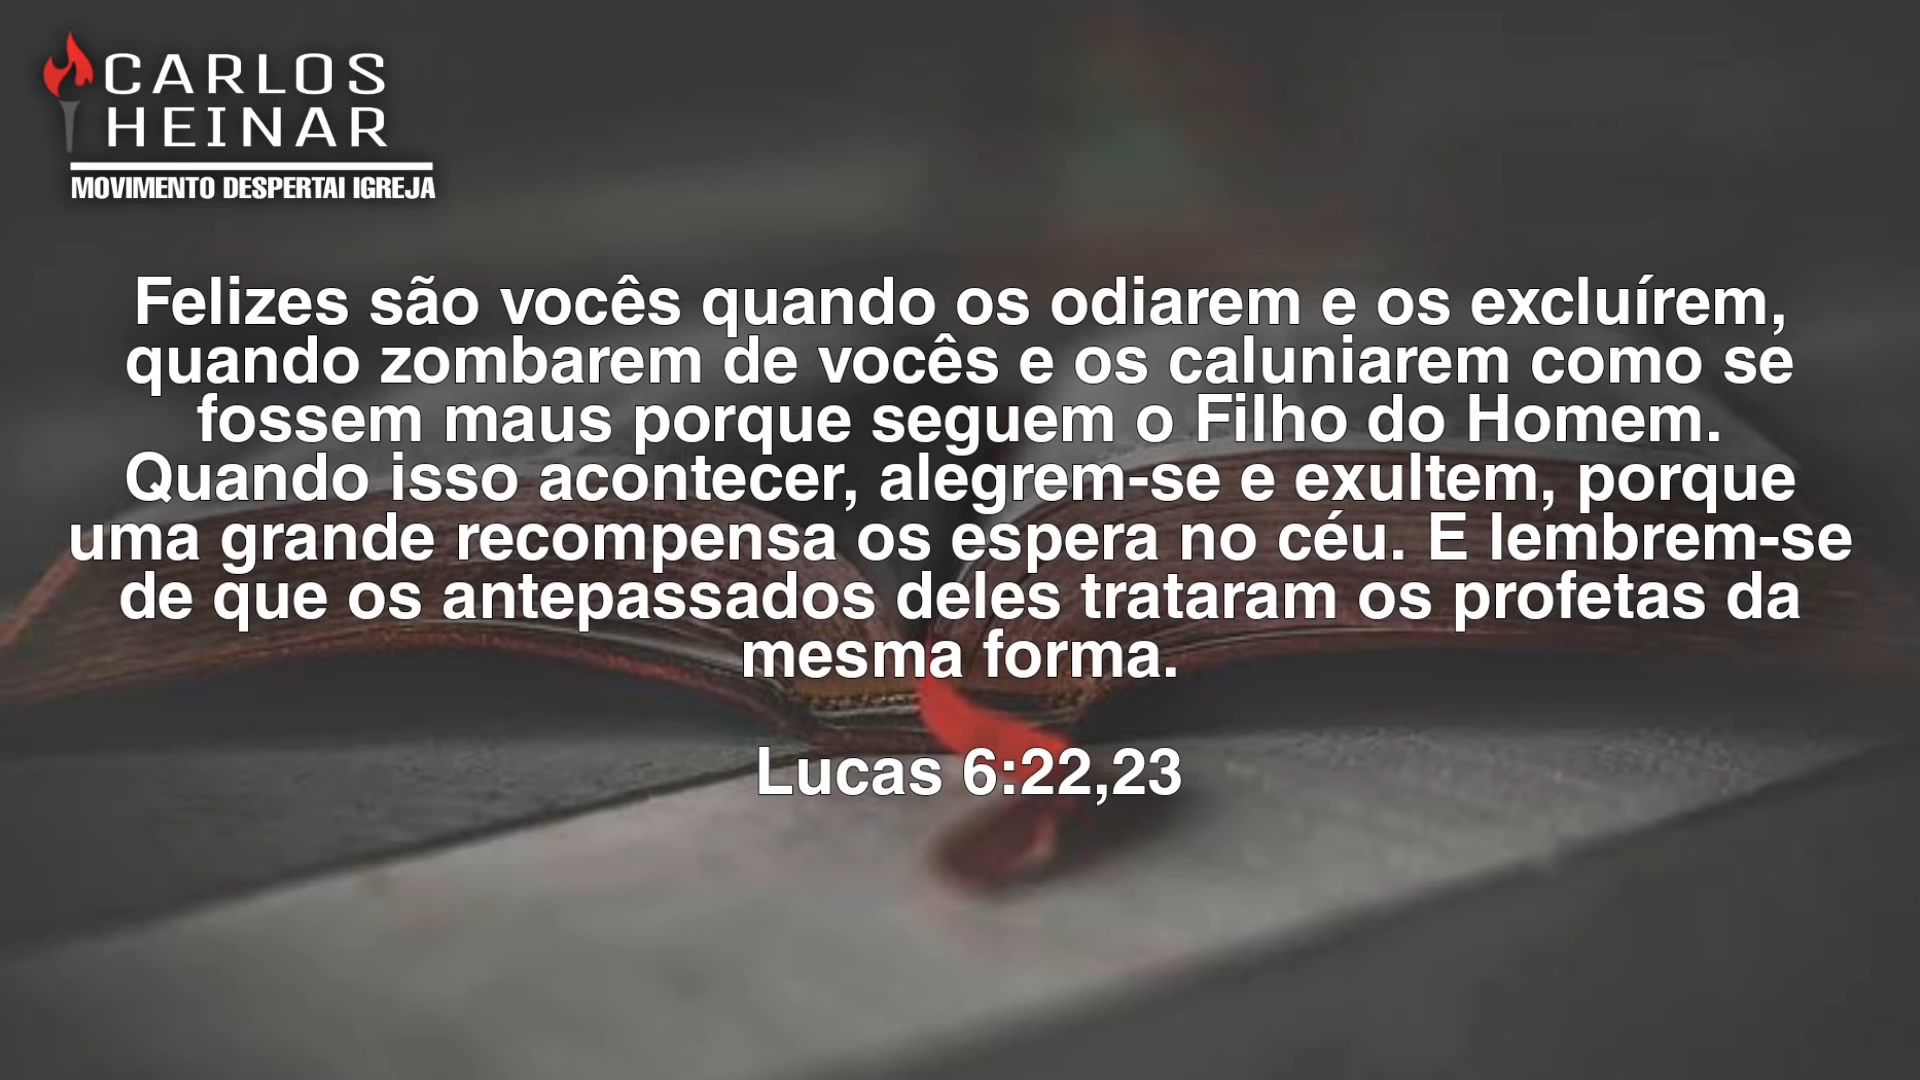 CARLOS
HEINAR
MOVIMENTO DESPERTAI IGREJA
Felizes são vocês quando os odiarem e os excluírem,
quando zombarem de vocês e os caluniarem como se
fossem maus porque seguem o Filho do Homem.
Quando isso acontecer, alegrem-se e exultem, porque
uma grande recompensa os espera no céu. E lembrem-se
de que os antepassados deles trataram os profetas da
mesma forma.
Lucas 6:22,23